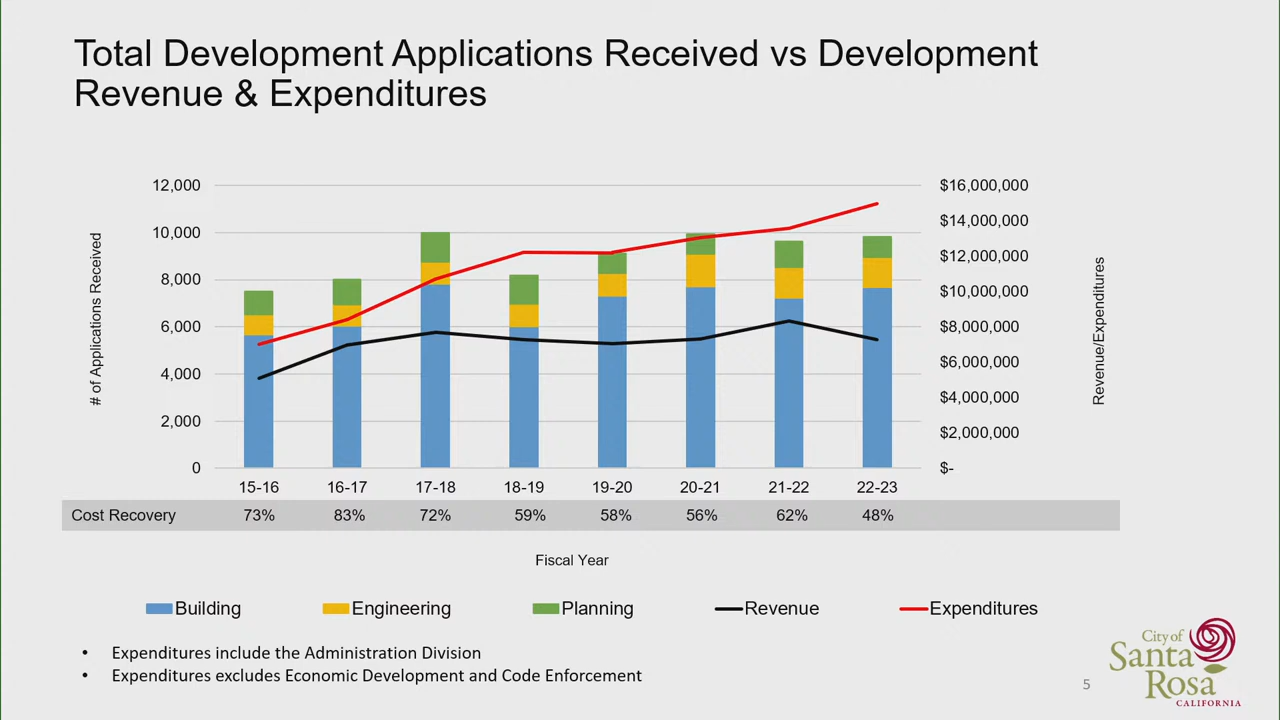 Total Development Applications Received vs Development
Revenue & Expenditures
12,000
10,000
8,000
6,000
4,000
2,000
0
# of Applications Received
$16,000,000
$14,000,000
$12,000,000
$10,000,000
$8,000,000
$6,000,000
$4,000,000
$2,000,000
$-
Revenue/Expenditures
15-16 16-17 17-18 18-19 19-20 20-21 21-22 22-23
Cost Recovery 73% 83% 72% 59% 58% 56% 62% 48%
Fiscal Year
Building Engineering Planning Revenue Expenditures
• Expenditures include the Administration Division
• Expenditures excludes Economic Development and Code Enforcement
5
City of
Santa
Rosa
CALIFORNIA